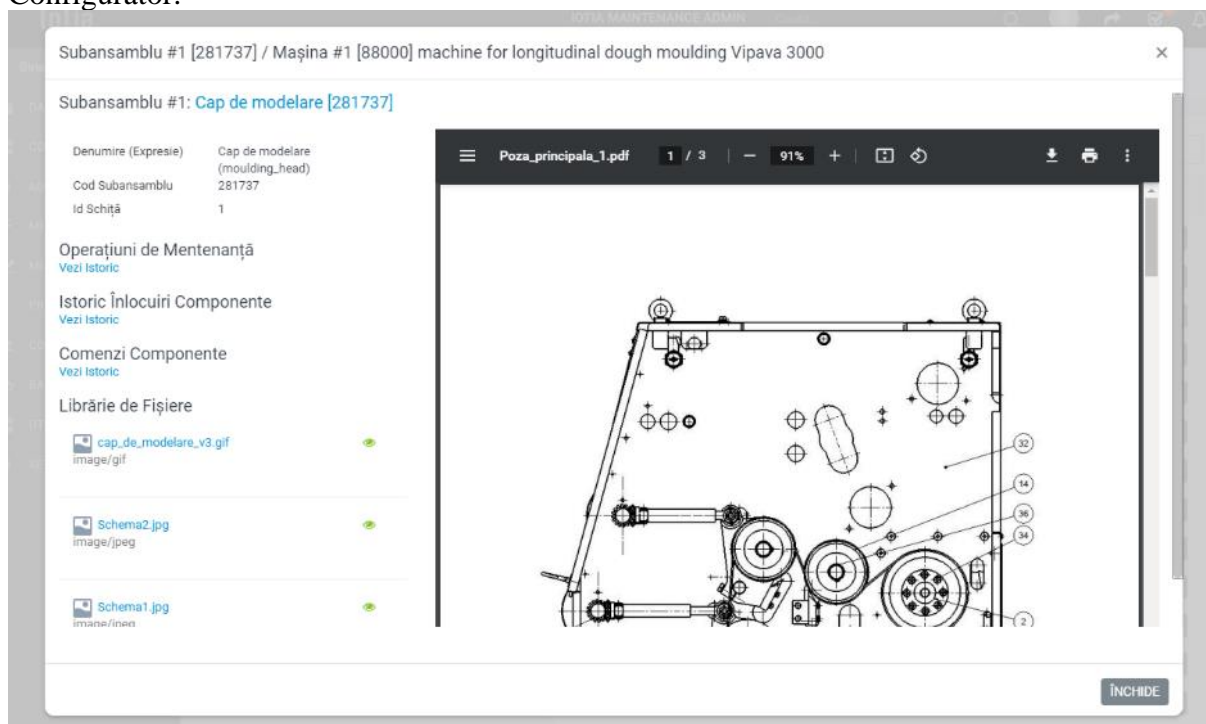 Configurator.
IOTIA MAINTENANCE ADMIN
Subansamblu #1 [281737] / Mașina #1 [88000] machine for longitudinal dough moulding Vipava 3000
×
Subansamblu #1: Cap de modelare [281737]
Denumire (Expresie) Cap de modelare
(moulding_head)
Cod Subansamblu 281737
Id Schiță 1
Operațiuni de Mentenanță
Vezi Istoric
Istoric Înlocuiri Componente
Vezi Istoric
Comenzi Componente
Vezi Istoric
Librărie de Fișiere
cap_de_modelare_v3.gif
image/gif
Schema2.jpg
image/jpeg
Schema1.jpg
image/jpeg
Poza_principala_1.pdf 1 / 3 | − 91% + |
32
14
36
34
2
ÎNCHIDE